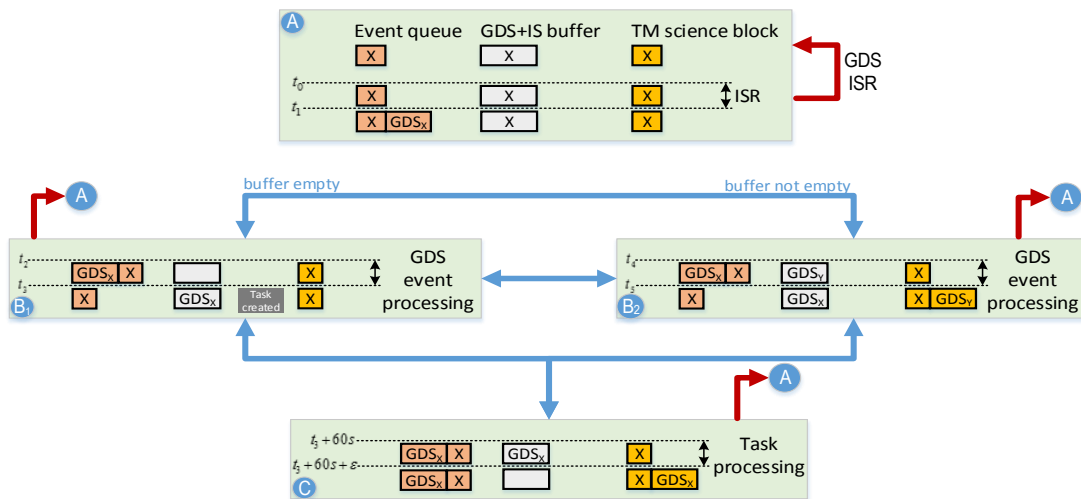 A
Event queue GDS+IS buffer TM science block
X X X
t0
X X X
ISR
t1
X GDSX X X
GDS
ISR
A
buffer empty
buffer not empty
A
t2
GDSX X X
t3
X GDSX Task
created X
B1
GDS
event
processing
t4
GDSX X GDSY X
t5
X GDSX X GDSY
B2
GDS
event
processing
A
t3 + 60s
GDSX X GDSX X
t3 + 60s + ε
GDSX X X GDSX
C
Task
processing